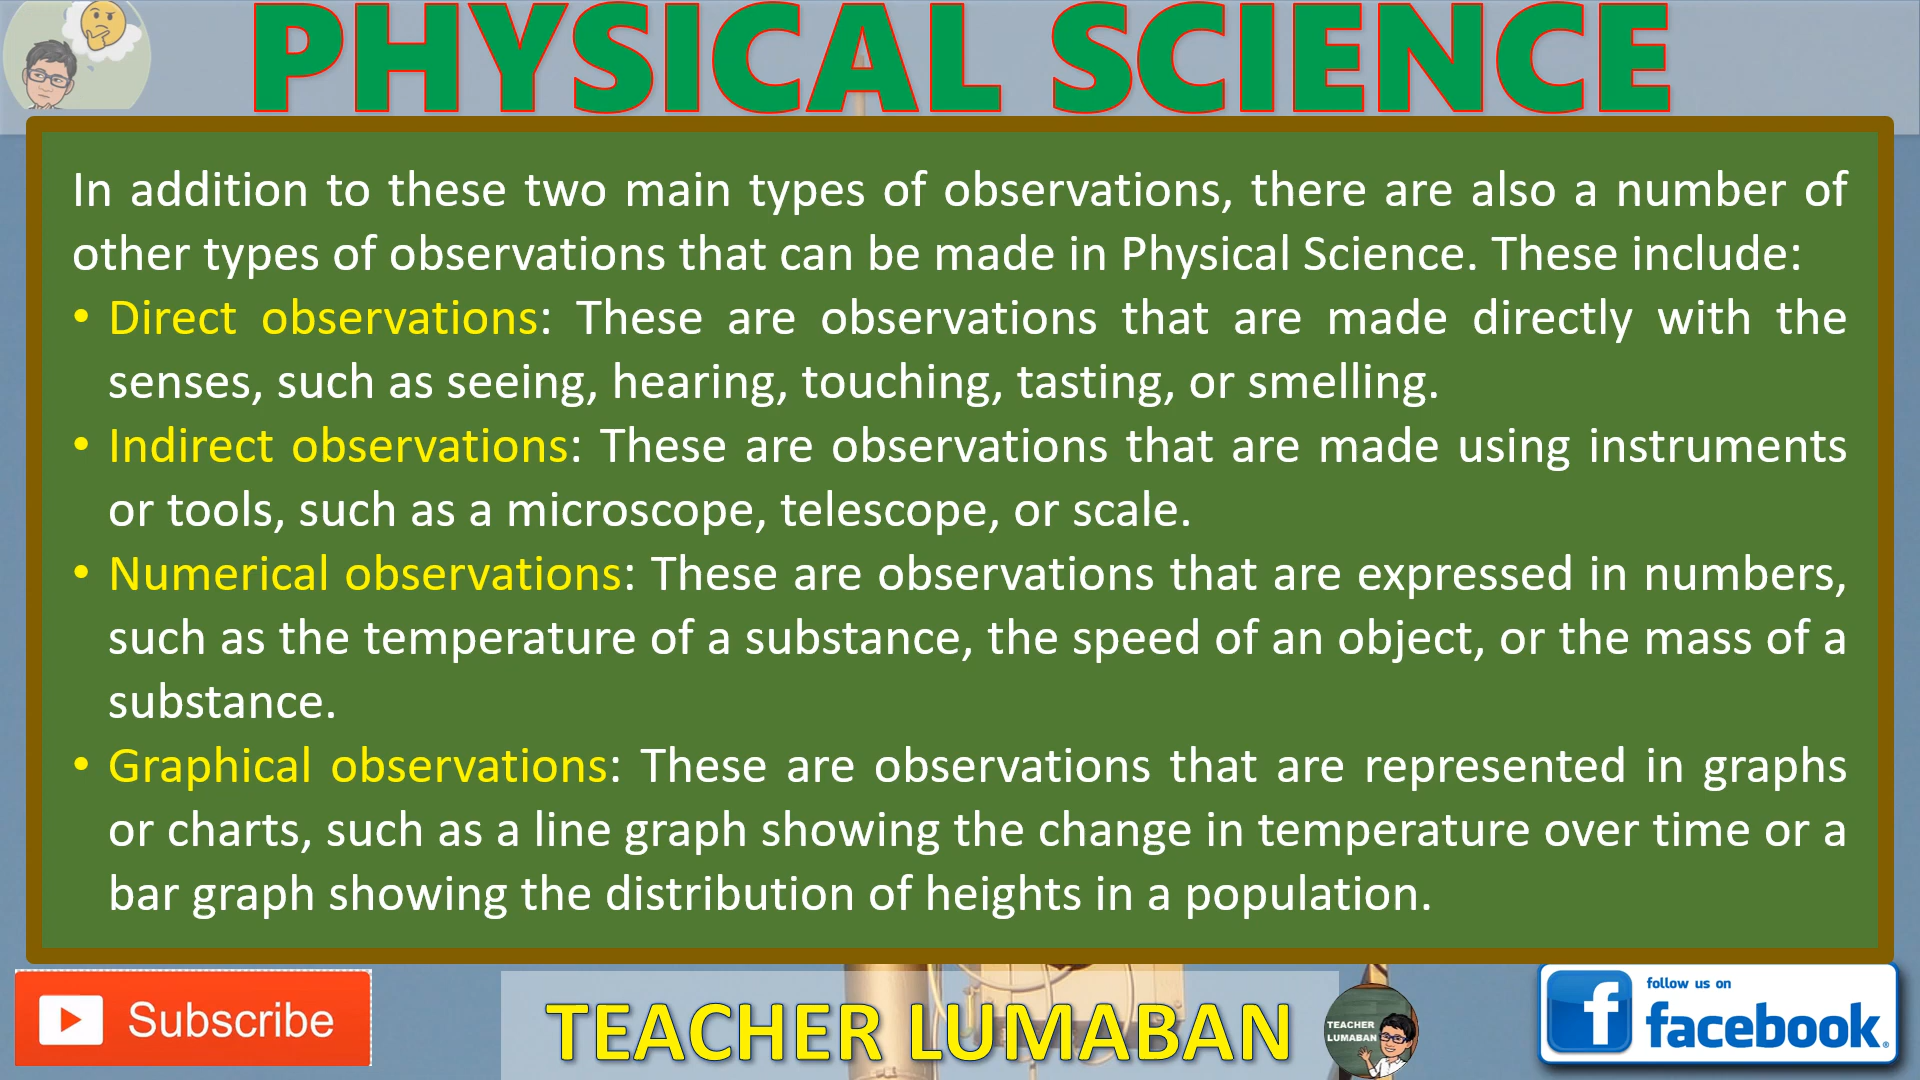 PHYSICAL SCIENCE
In addition to these two main types of observations, there are also a number of
other types of observations that can be made in Physical Science. These include:
• Direct observations: These are observations that are made directly with the
senses, such as seeing, hearing, touching, tasting, or smelling.
• Indirect observations: These are observations that are made using instruments
or tools, such as a microscope, telescope, or scale.
• Numerical observations: These are observations that are expressed in numbers,
such as the temperature of a substance, the speed of an object, or the mass of a
substance.
• Graphical observations: These are observations that are represented in graphs
or charts, such as a line graph showing the change in temperature over time or a
bar graph showing the distribution of heights in a population.
Subscribe
TEACHER LUMABAN
TEACHER
LUMABAN
f
follow us on
facebook.